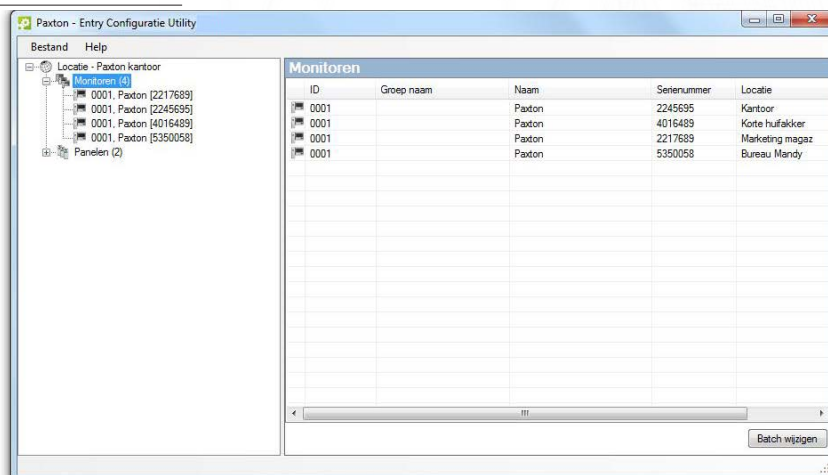 Paxton - Entry Configuratie Utility
Bestand Help
Locatie - Paxton kantoor
Monitoren (4)
0001, Paxton [2217689]
0001, Paxton [2245695]
0001, Paxton [4016489]
0001, Paxton [5350058]
Panelen (2)
Monitoren
ID Groep naam Naam Serienummer Locatie
0001 Paxton 2245695 Kantoor
0001 Paxton 4016489 Korte huifakker
0001 Paxton 2217689 Marketing magaz
0001 Paxton 5350058 Bureau Mandy
Batch wijzigen